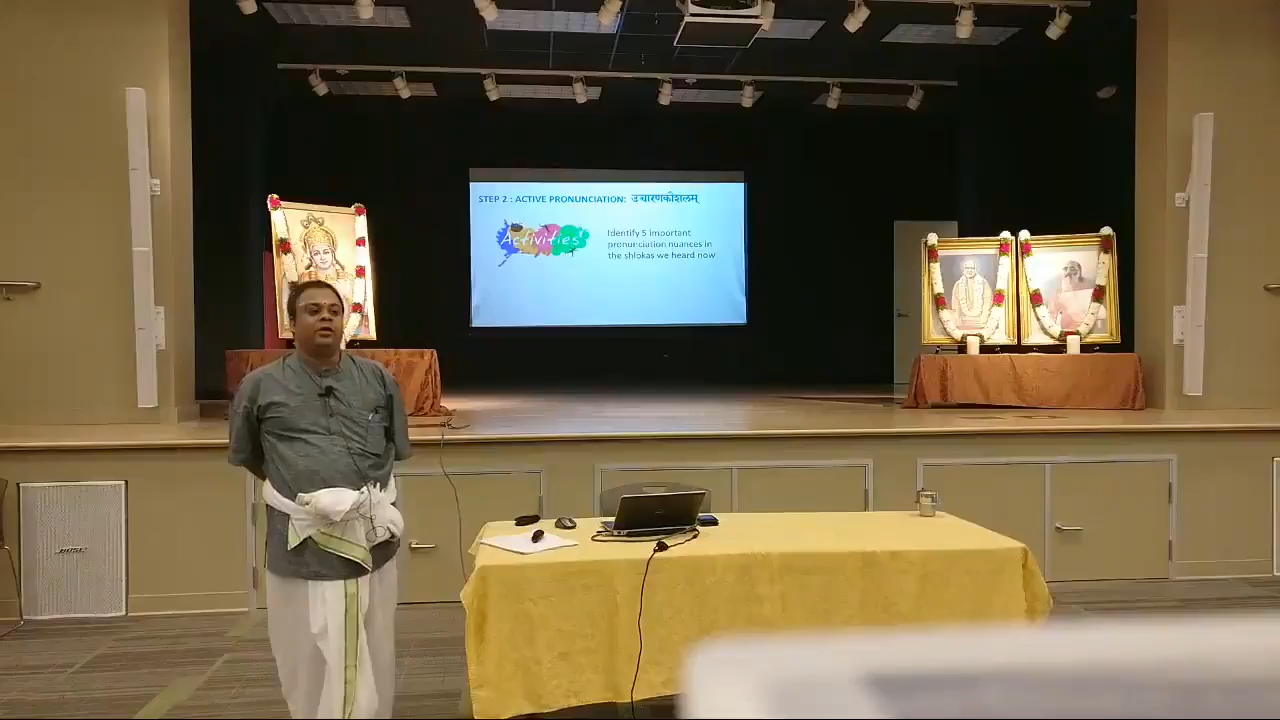 STEP 2 : ACTIVE PRONUNCIATION: उच्चारणकौशलम्
Activities
Identify 5 important
pronunciation nuances in
the shlokas we heard now
BOSE